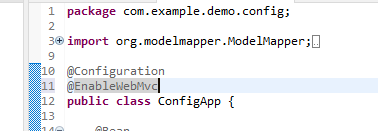 1 package com.example.demo.config;
2
3 import org.modelmapper.ModelMapper;
10 @Configuration
11 @EnableWebMvc
12 public class ConfigApp {
13
14 @Bean